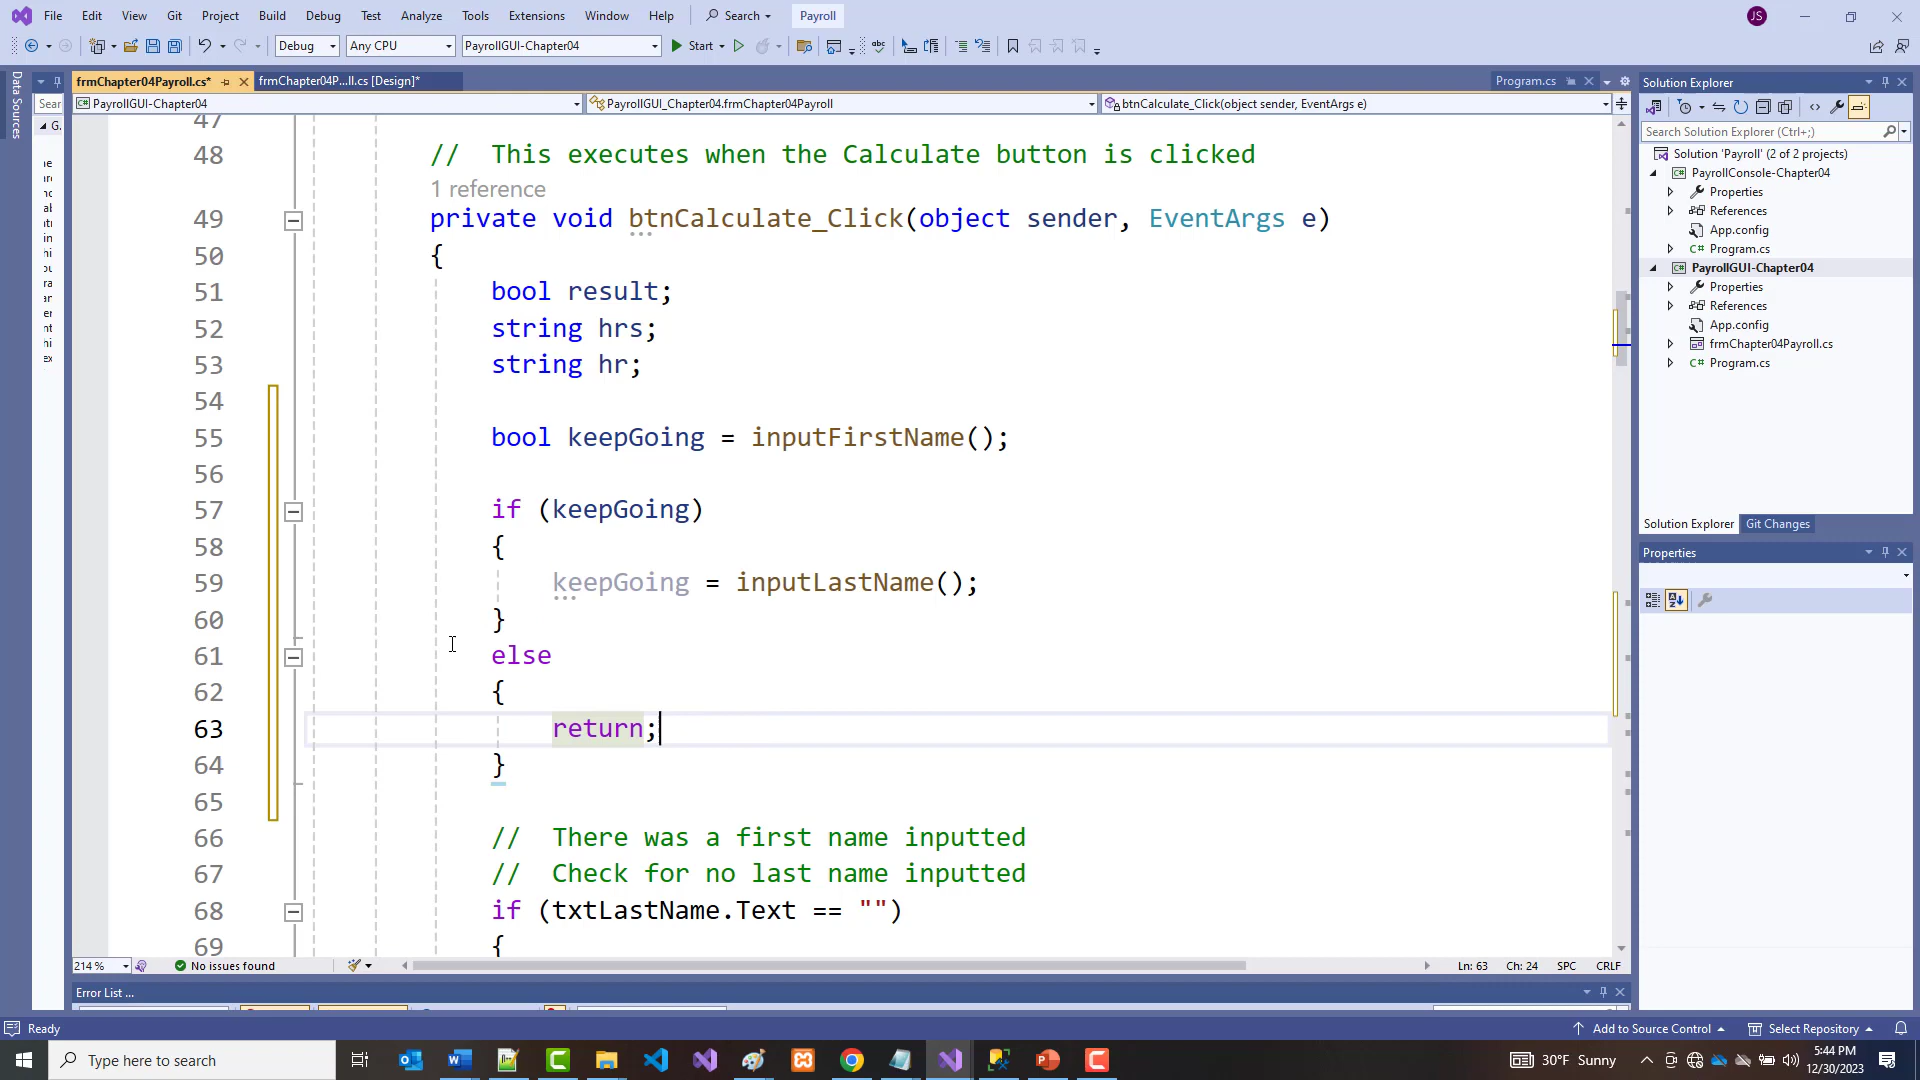 File Edit View Git Project Build Debug Test Analyze Tools Extensions Window Help Search Payroll JS
Debug Any CPU PayrollGUI-Chapter04 Start
Data Sources
frmChapter04Payroll.cs* frmChapter04P...ll.cs [Design]* Program.cs
PayrollGUI-Chapter04 PayrollGUI_Chapter04.frmChapter04Payroll btnCalculate_Click(object sender, EventArgs e)
47
48 // This executes when the Calculate button is clicked
1 reference
49 private void btnCalculate_Click(object sender, EventArgs e)
50 {
51 bool result;
52 string hrs;
53 string hr;
54
55 bool keepGoing = inputFirstName();
56
57 if (keepGoing)
58 {
59 keepGoing = inputLastName();
60 }
61 else
62 {
63 return;
64 }
65
66 // There was a first name inputted
67 // Check for no last name inputted
68 if (txtLastName.Text == "")
69 {
214 % No issues found Ln: 63 Ch: 24 SPC CRLF
Error List ...
Solution Explorer
Search Solution Explorer (Ctrl+;)
Solution 'Payroll' (2 of 2 projects)
PayrollConsole-Chapter04
Properties
References
App.config
C# Program.cs
PayrollGUI-Chapter04
Properties
References
App.config
frmChapter04Payroll.cs
C# Program.cs
Solution Explorer Git Changes
Properties
Ready Add to Source Control Select Repository
Type here to search 30°F Sunny 5:44 PM
12/30/2023